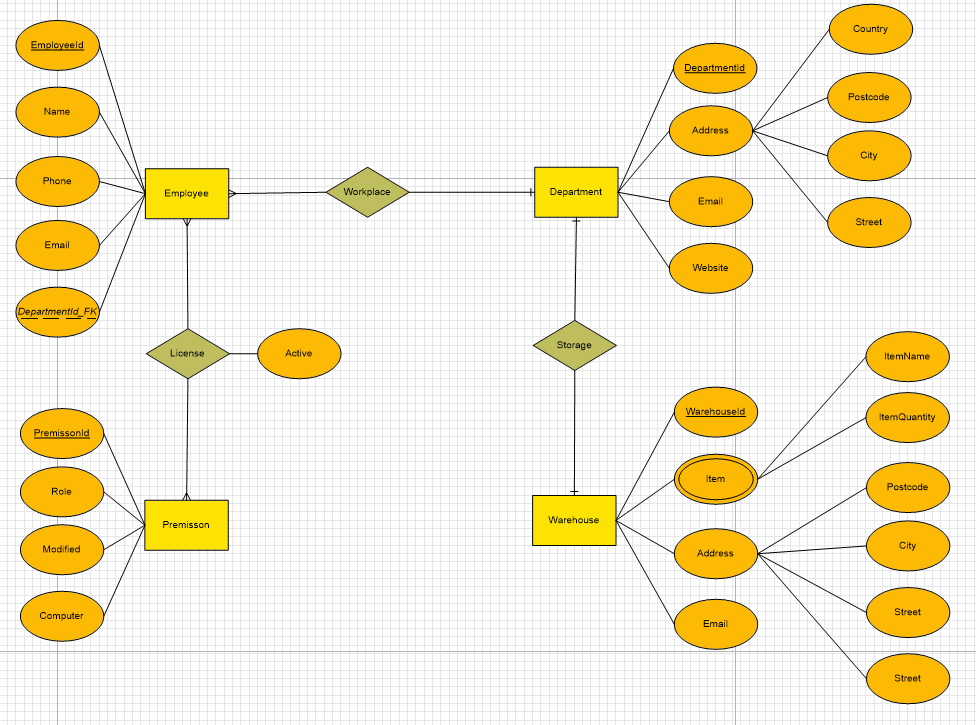 EmployeeId
Name
Phone
Email
DepartmentId_FK
Employee
Workplace
Department
DepartmentId
Address
Email
Website
Country
Postcode
City
Street
License
Active
Storage
PremissonId
Role
Modified
Computer
Premisson
Warehouse
WarehouseId
Item
Address
Email
ItemName
ItemQuantity
Postcode
City
Street
Street